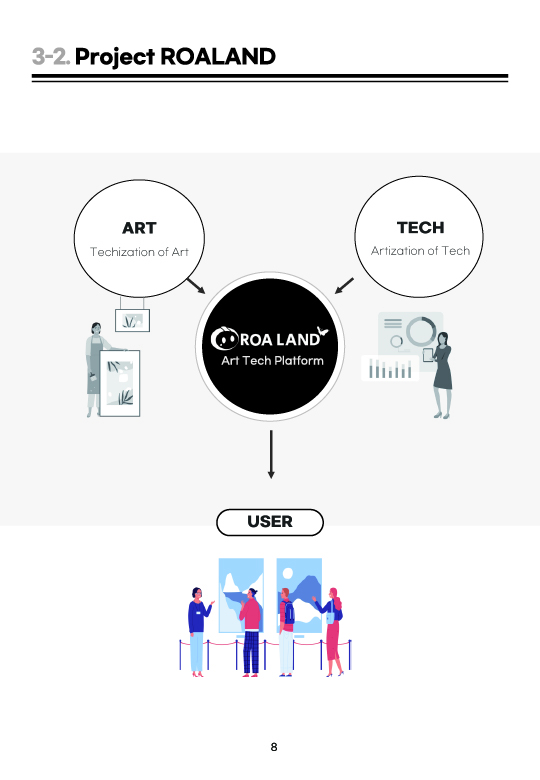 3-2. Project ROALAND
ART
Techization of Art
TECH
Artization of Tech
ROA LAND
Art Tech Platform
USER
8